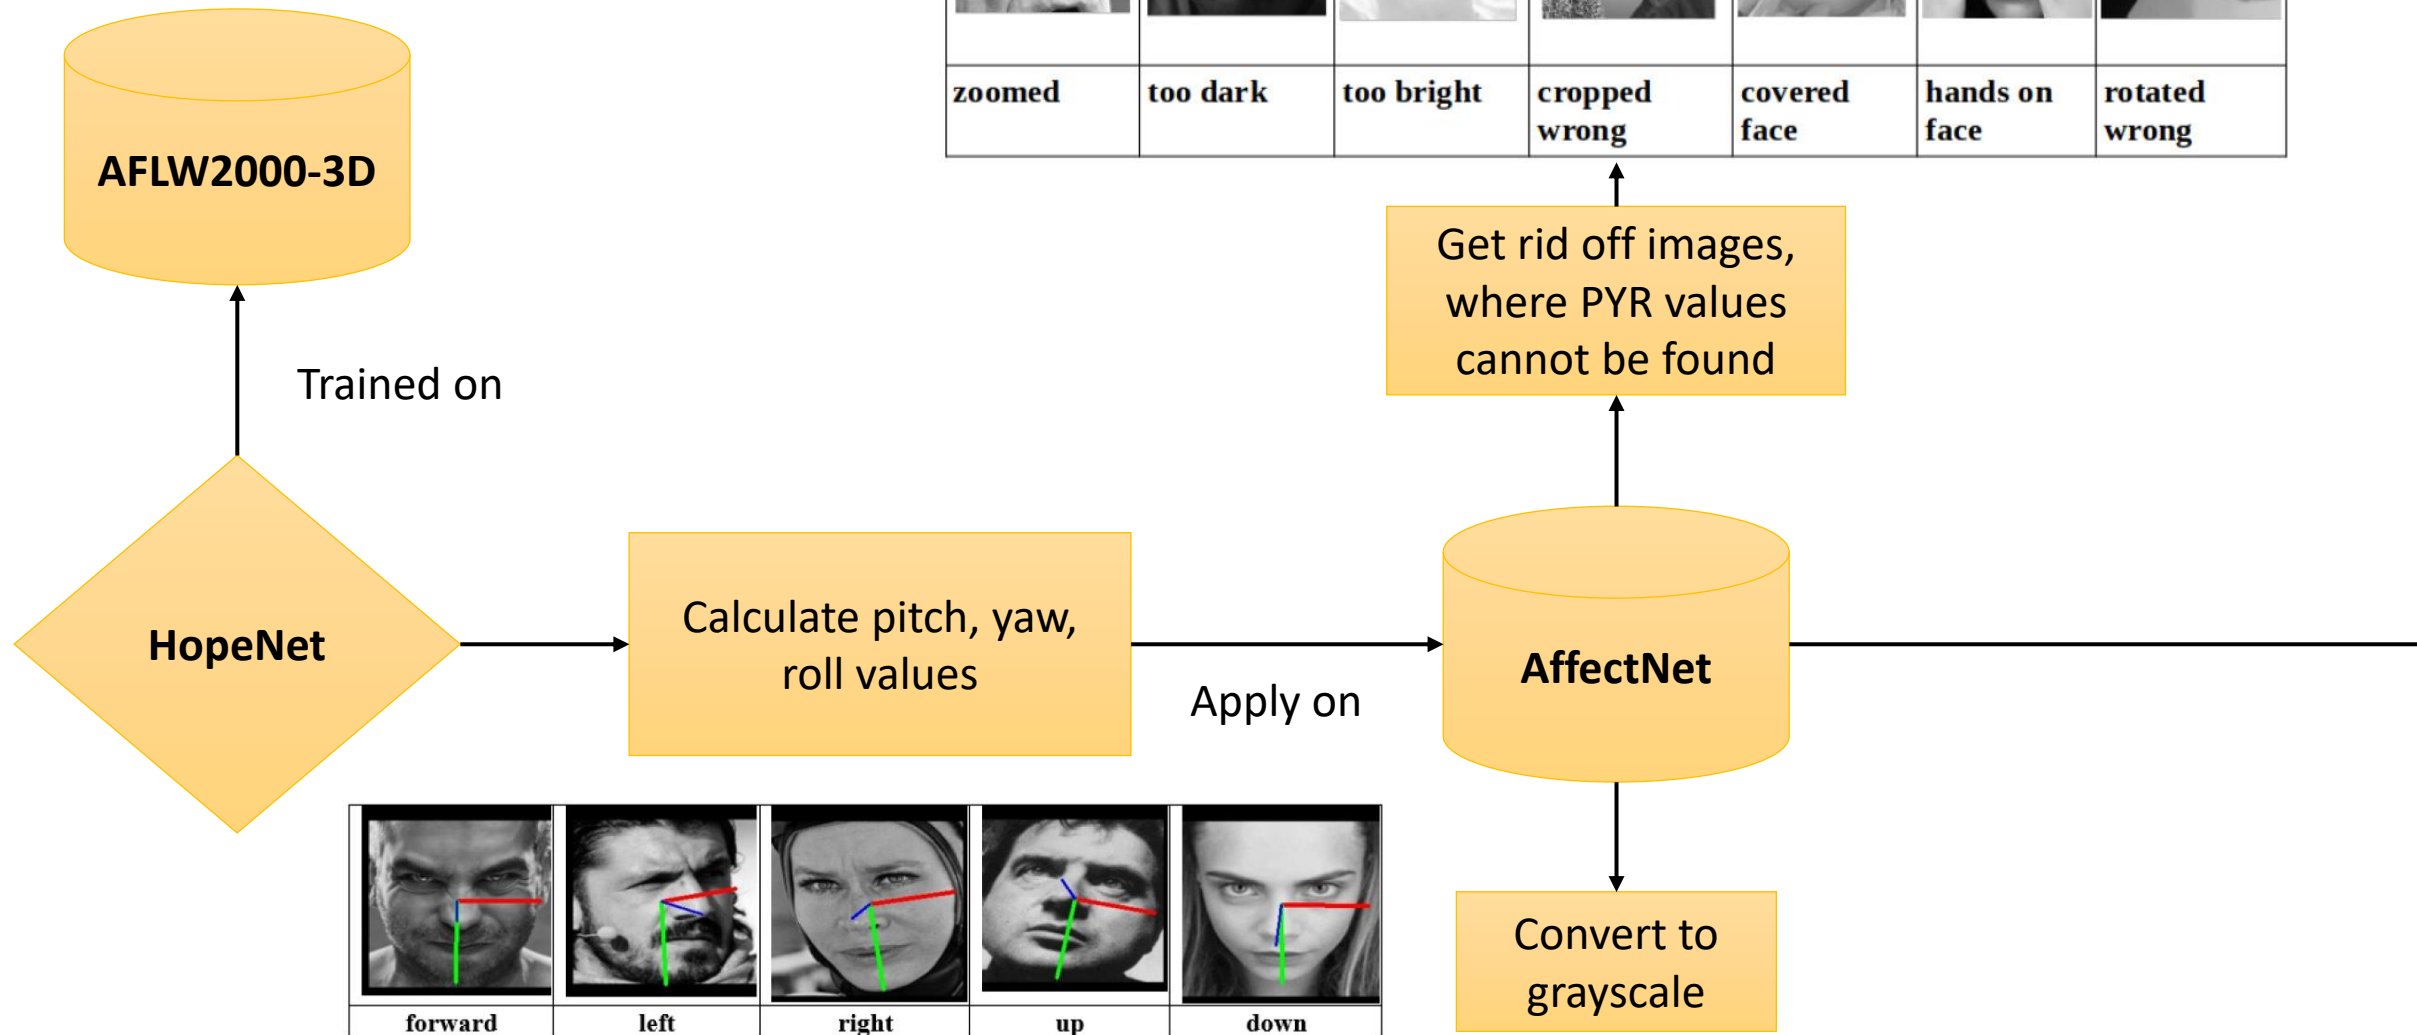 zoomed
too dark
too bright
cropped
wrong
covered
face
hands on
face
rotated
wrong
AFLW2000-3D
Get rid off images,
where PYR values
cannot be found
Trained on
HopeNet
Calculate pitch, yaw,
roll values
Apply on
AffectNet
Convert to
grayscale
forward
left
right
up
down